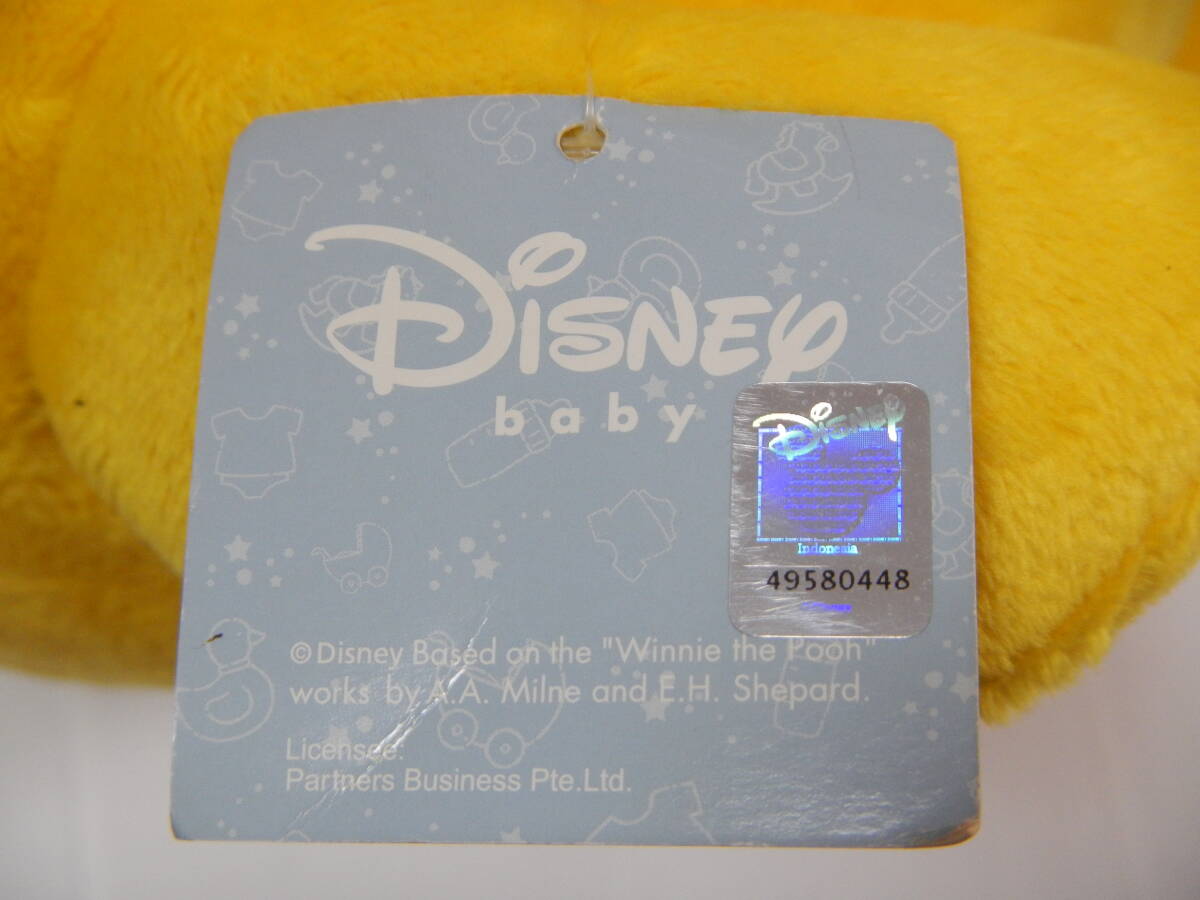 Disney
baby
Disney
Indonesia
49580448
©Disney Based on the "Winnie the Pooh"
works by A.A. Milne and E.H. Shepard.
Licensee:
Partners Business Pte.Ltd.